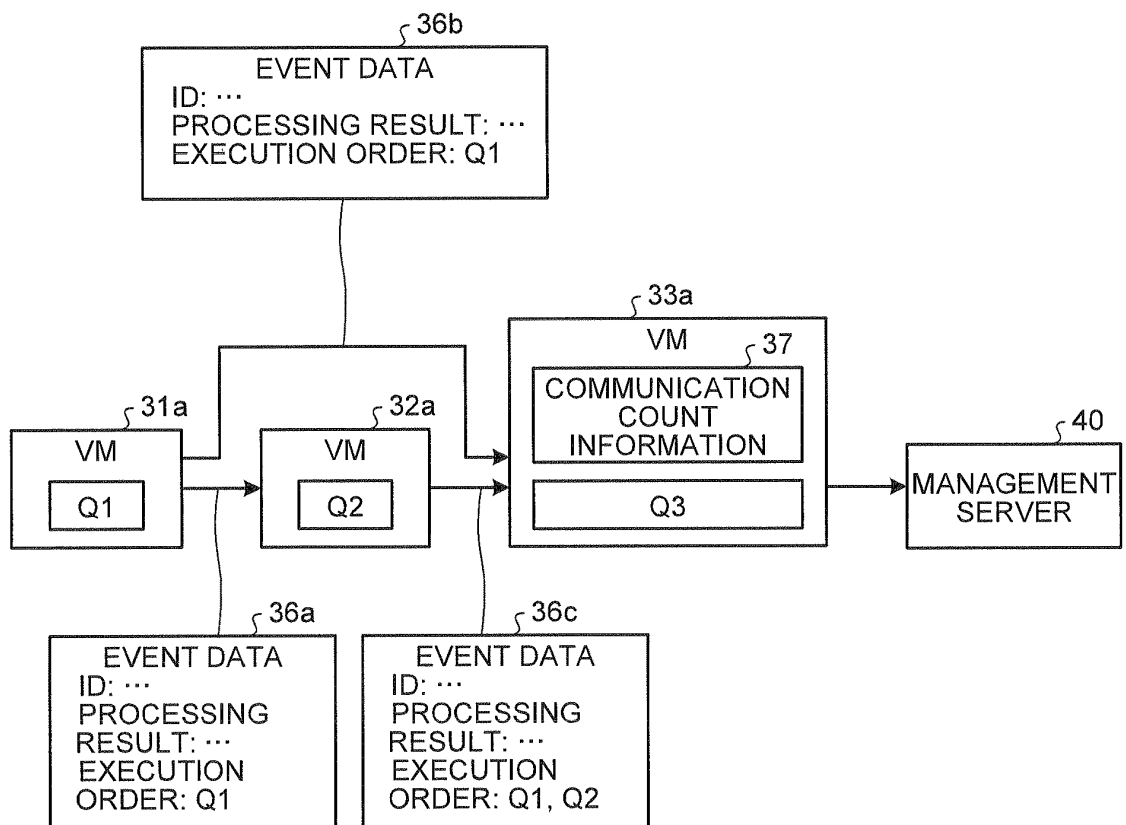 36b
EVENT DATA
ID: ···
PROCESSING RESULT: ···
EXECUTION ORDER: Q1
33a
VM
37
COMMUNICATION
COUNT
INFORMATION
Q3
31a
VM
Q1
32a
VM
Q2
40
MANAGEMENT
SERVER
36a
EVENT DATA
ID: ···
PROCESSING
RESULT: ···
EXECUTION
ORDER: Q1
36c
EVENT DATA
ID: ···
PROCESSING
RESULT: ···
EXECUTION
ORDER: Q1, Q2